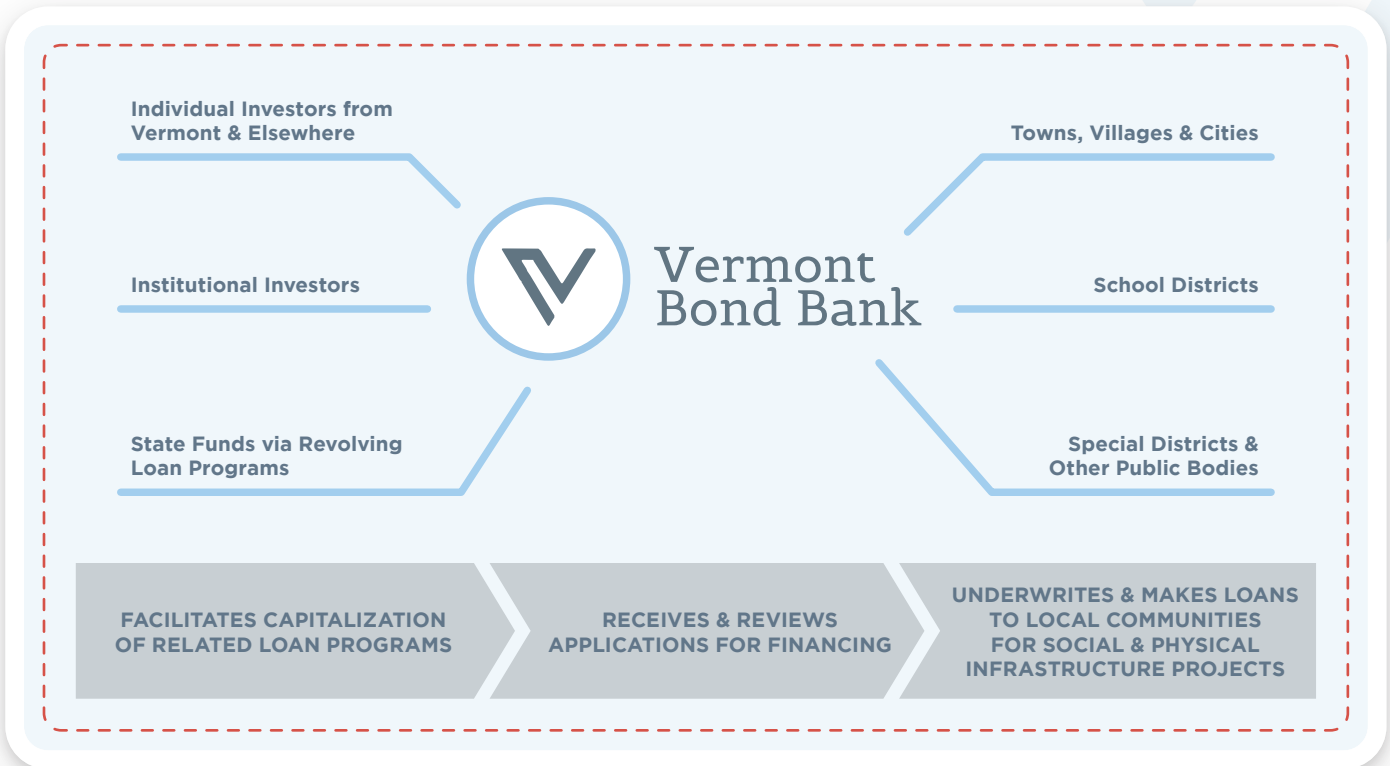 Individual Investors from
Vermont & Elsewhere
Institutional Investors
State Funds via Revolving
Loan Programs
Vermont
Bond Bank
Towns, Villages & Cities
School Districts
Special Districts &
Other Public Bodies
FACILITATES CAPITALIZATION
OF RELATED LOAN PROGRAMS
RECEIVES & REVIEWS
APPLICATIONS FOR FINANCING
UNDERWRITES & MAKES LOANS
TO LOCAL COMMUNITIES
FOR SOCIAL & PHYSICAL
INFRASTRUCTURE PROJECTS